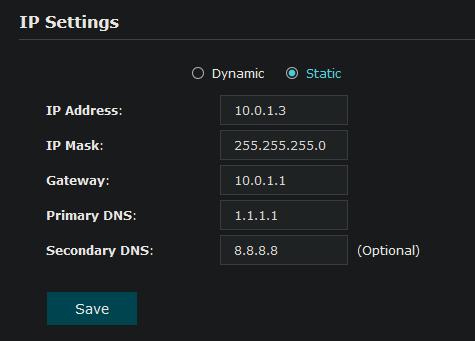 IP Settings
Dynamic Static
IP Address: 10.0.1.3
IP Mask: 255.255.255.0
Gateway: 10.0.1.1
Primary DNS: 1.1.1.1
Secondary DNS: 8.8.8.8 (Optional)
Save